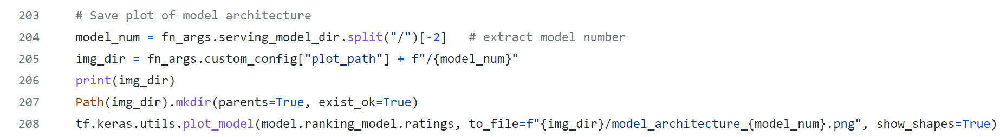 203 # Save plot of model architecture
204 model_num = fn_args.serving_model_dir.split("/")[-2]   # extract model number
205 img_dir = fn_args.custom_config["plot_path"] + f"/{model_num}"
206 print(img_dir)
207 Path(img_dir).mkdir(parents=True, exist_ok=True)
208 tf.keras.utils.plot_model(model.ranking_model.ratings, to_file=f"{img_dir}/model_architecture_{model_num}.png", show_shapes=True)